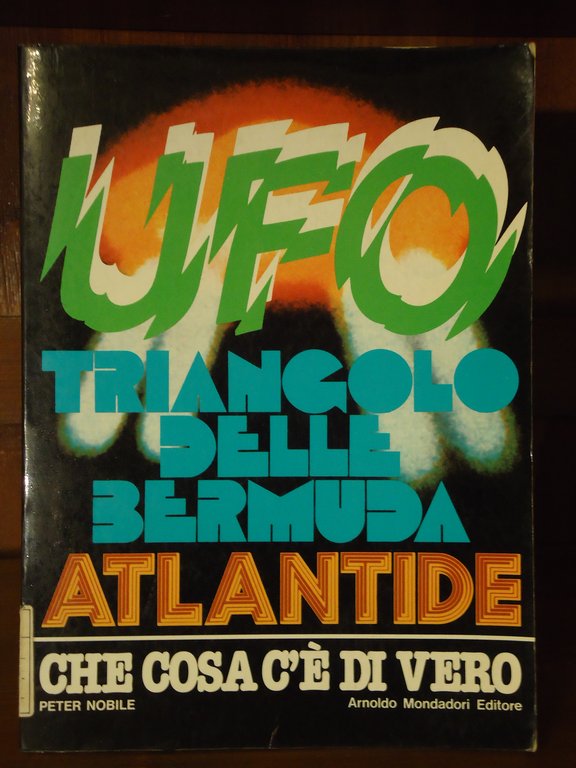 UFO
TRIANGOLO
DELLE
BERMUDA
ATLANTIDE
CHE COSA C'È DI VERO
PETER NOBILE Arnoldo Mondadori Editore